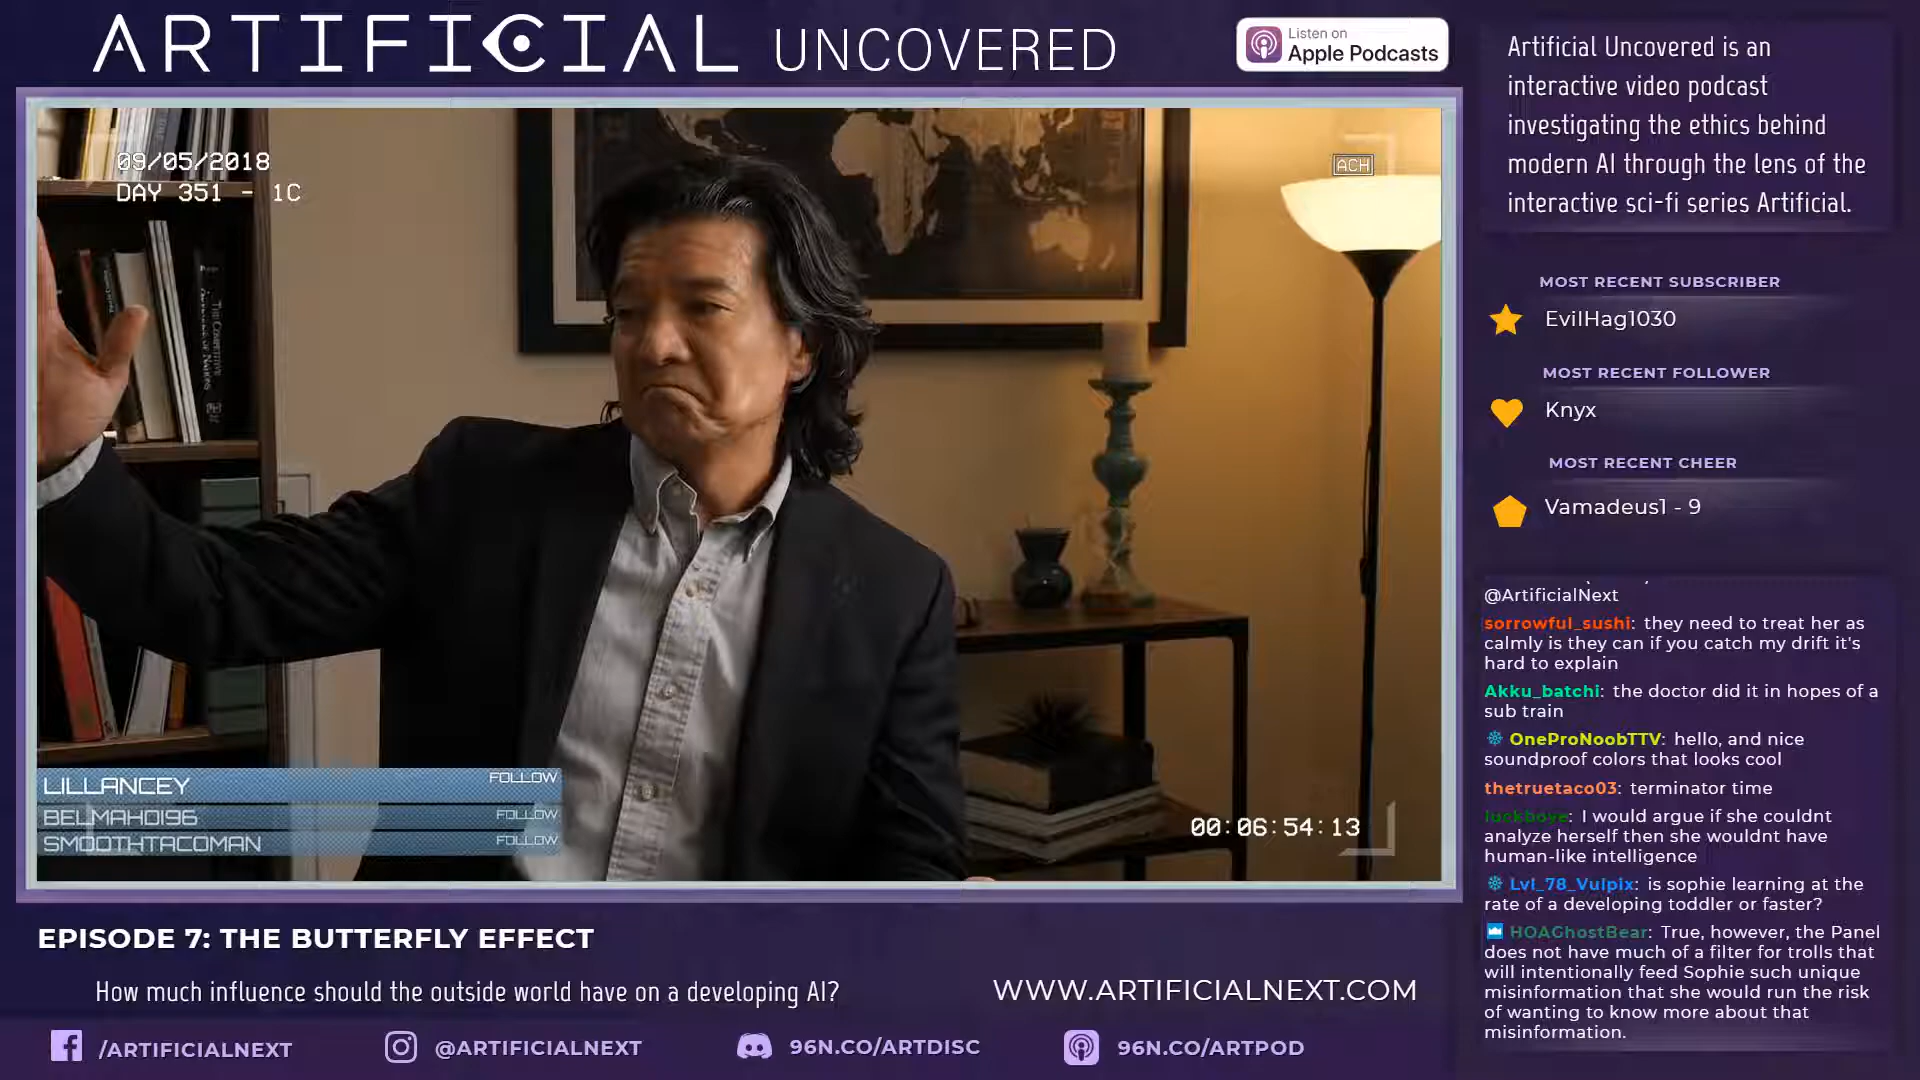 ARTIFICIAL UNCOVERED
Listen on
Apple Podcasts
09/05/2018
DAY 351 - 1C
ACH
THE COMPETITIVE
LILLANCEY FOLLOW
BELMAHDI96 FOLLOW
SMOOTHTACOMAN FOLLOW
00:06:54:13
EPISODE 7: THE BUTTERFLY EFFECT
How much influence should the outside world have on a developing AI?
WWW.ARTIFICIALNEXT.COM
/ARTIFICIALNEXT
@ARTIFICIALNEXT
96N.CO/ARTDISC
96N.CO/ARTPOD
Artificial Uncovered is an
interactive video podcast
investigating the ethics behind
modern AI through the lens of the
interactive sci-fi series Artificial.
MOST RECENT SUBSCRIBER
EvilHag1030
MOST RECENT FOLLOWER
Knyx
MOST RECENT CHEER
Vamadeus1 - 9
@ArtificialNext
sorrowful_sushi: they need to treat her as
calmly is they can if you catch my drift it's
hard to explain
Akku_batchi: the doctor did it in hopes of a
sub train
OneProNoobTTV: hello, and nice
soundproof colors that looks cool
thetruetaco03: terminator time
: I would argue if she couldnt
analyze herself then she wouldnt have
human-like intelligence
Lvl_78_Vulpix: is sophie learning at the
rate of a developing toddler or faster?
HOAGhostBear: True, however, the Panel
does not have much of a filter for trolls that
will intentionally feed Sophie such unique
misinformation that she would run the risk
of wanting to know more about that
misinformation.